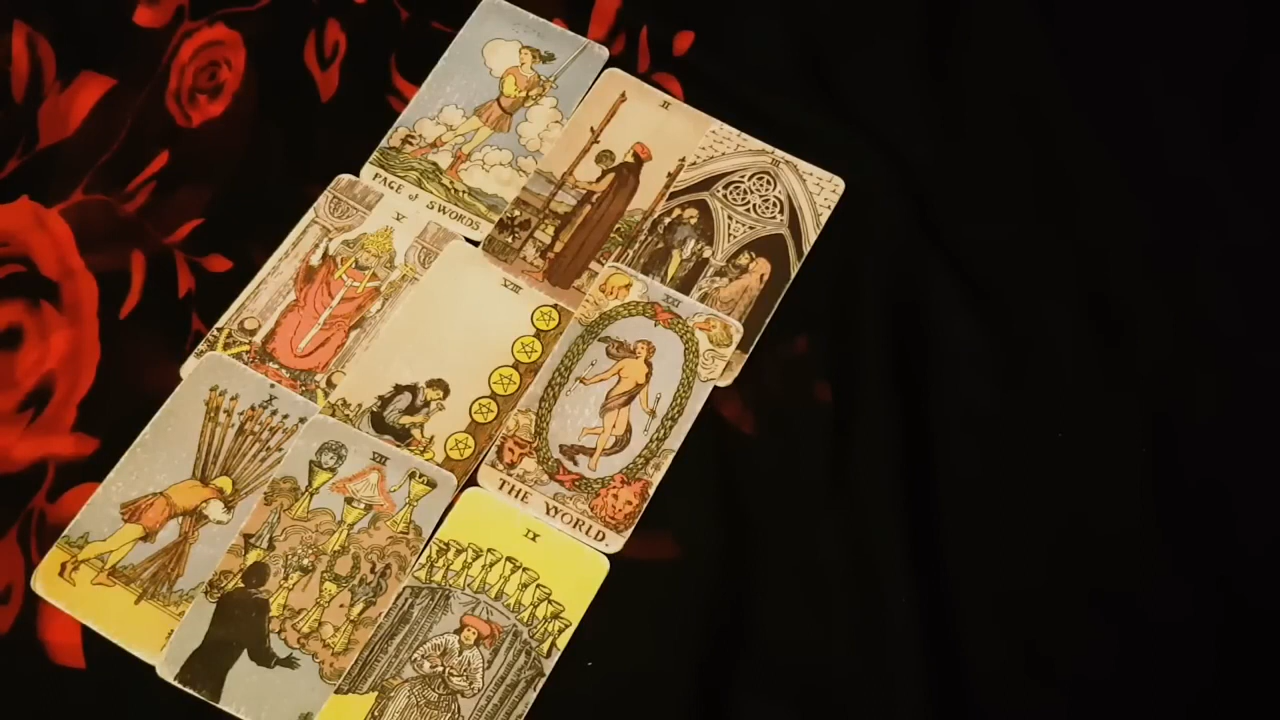 PAGE of SWORDS.
II
III
V
VIII
XXI
THE WORLD.
X
VII
IX